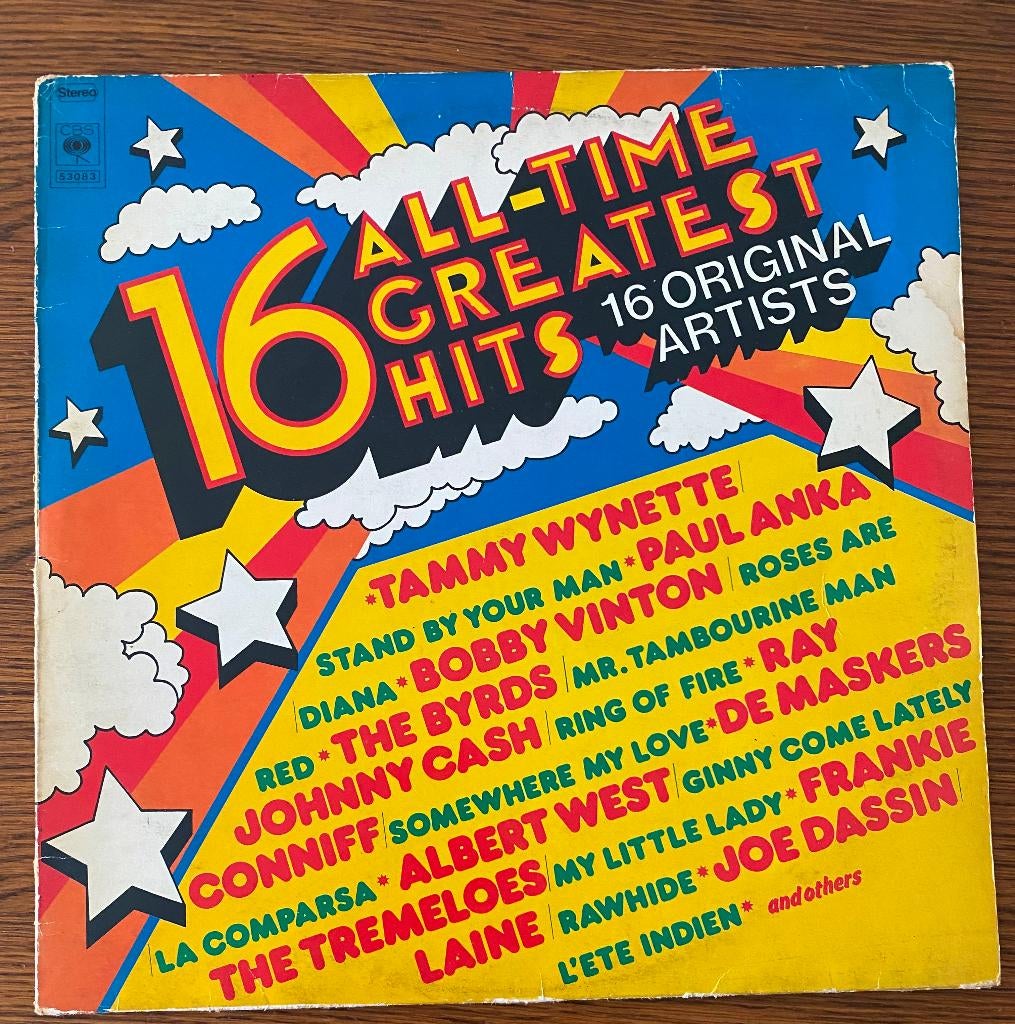 Stereo
CBS
53083
16 ALL-TIME
GREATEST
HITS
16 ORIGINAL
ARTISTS
*TAMMY WYNETTE|
STAND BY YOUR MAN*PAUL ANKA
|DIANA*BOBBY VINTON|ROSES ARE
RED*THE BYRDS|MR. TAMBOURINE MAN
JOHNNY CASH|RING OF FIRE*RAY
CONNIFF|SOMEWHERE MY LOVE*DE MASKERS
|LA COMPARSA*ALBERT WEST|GINNY COME LATELY
THE TREMELOES|MY LITTLE LADY*FRANKIE
LAINE|RAWHIDE*JOE DASSIN|
L'ETE INDIEN* and others